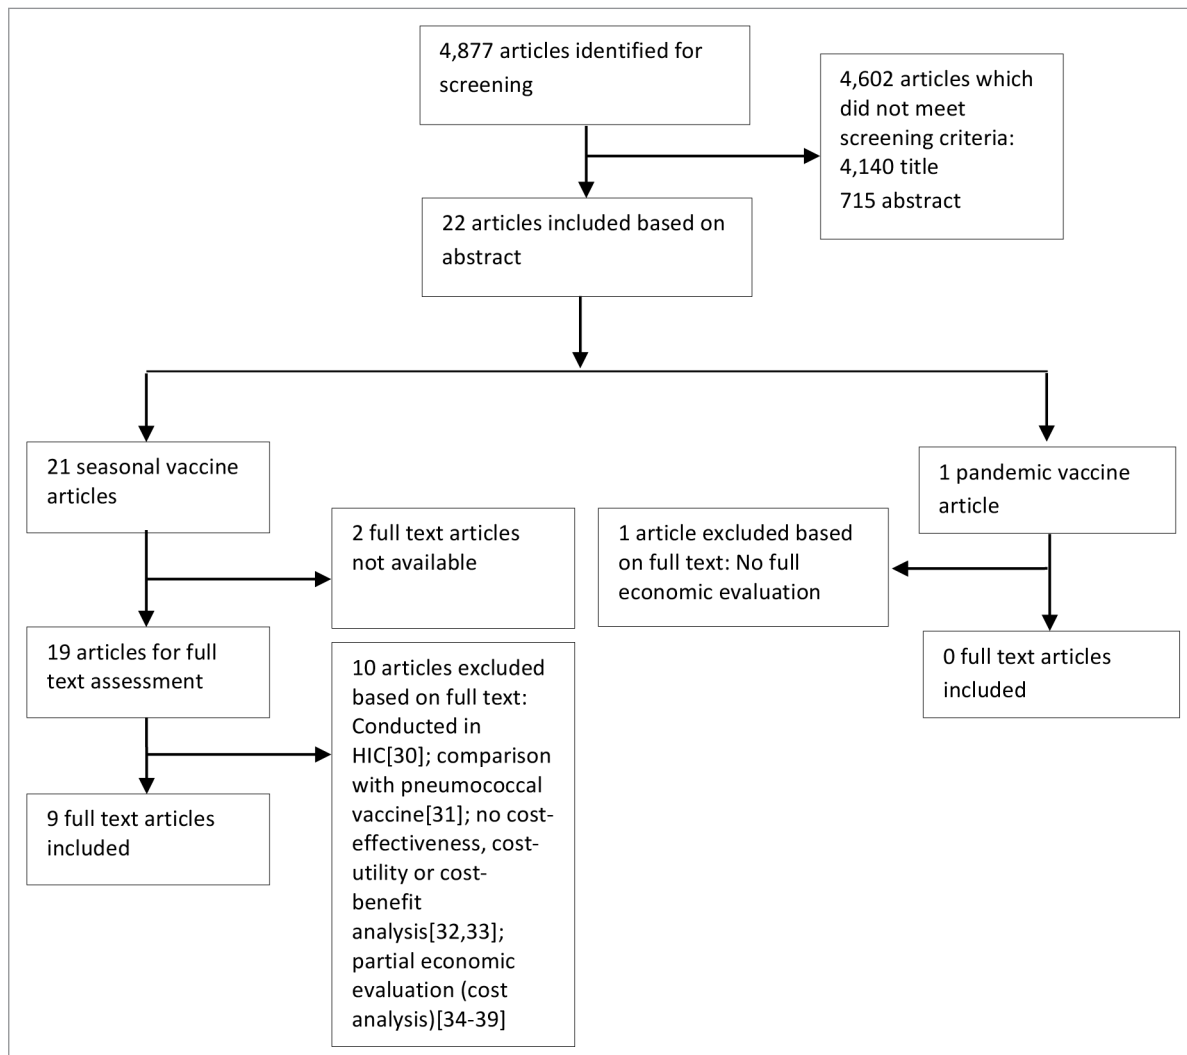 4,877 articles identified for
screening
4,602 articles which
did not meet
screening criteria:
4,140 title
715 abstract
22 articles included based on
abstract
21 seasonal vaccine
articles
1 pandemic vaccine
article
2 full text articles
not available
1 article excluded based
on full text: No full
economic evaluation
19 articles for full
text assessment
0 full text articles
included
10 articles excluded
based on full text:
Conducted in
HIC[30]; comparison
with pneumococcal
vaccine[31]; no cost-
effectiveness, cost-
utility or cost-
benefit
analysis[32,33];
partial economic
evaluation (cost
analysis)[34-39]
9 full text articles
included